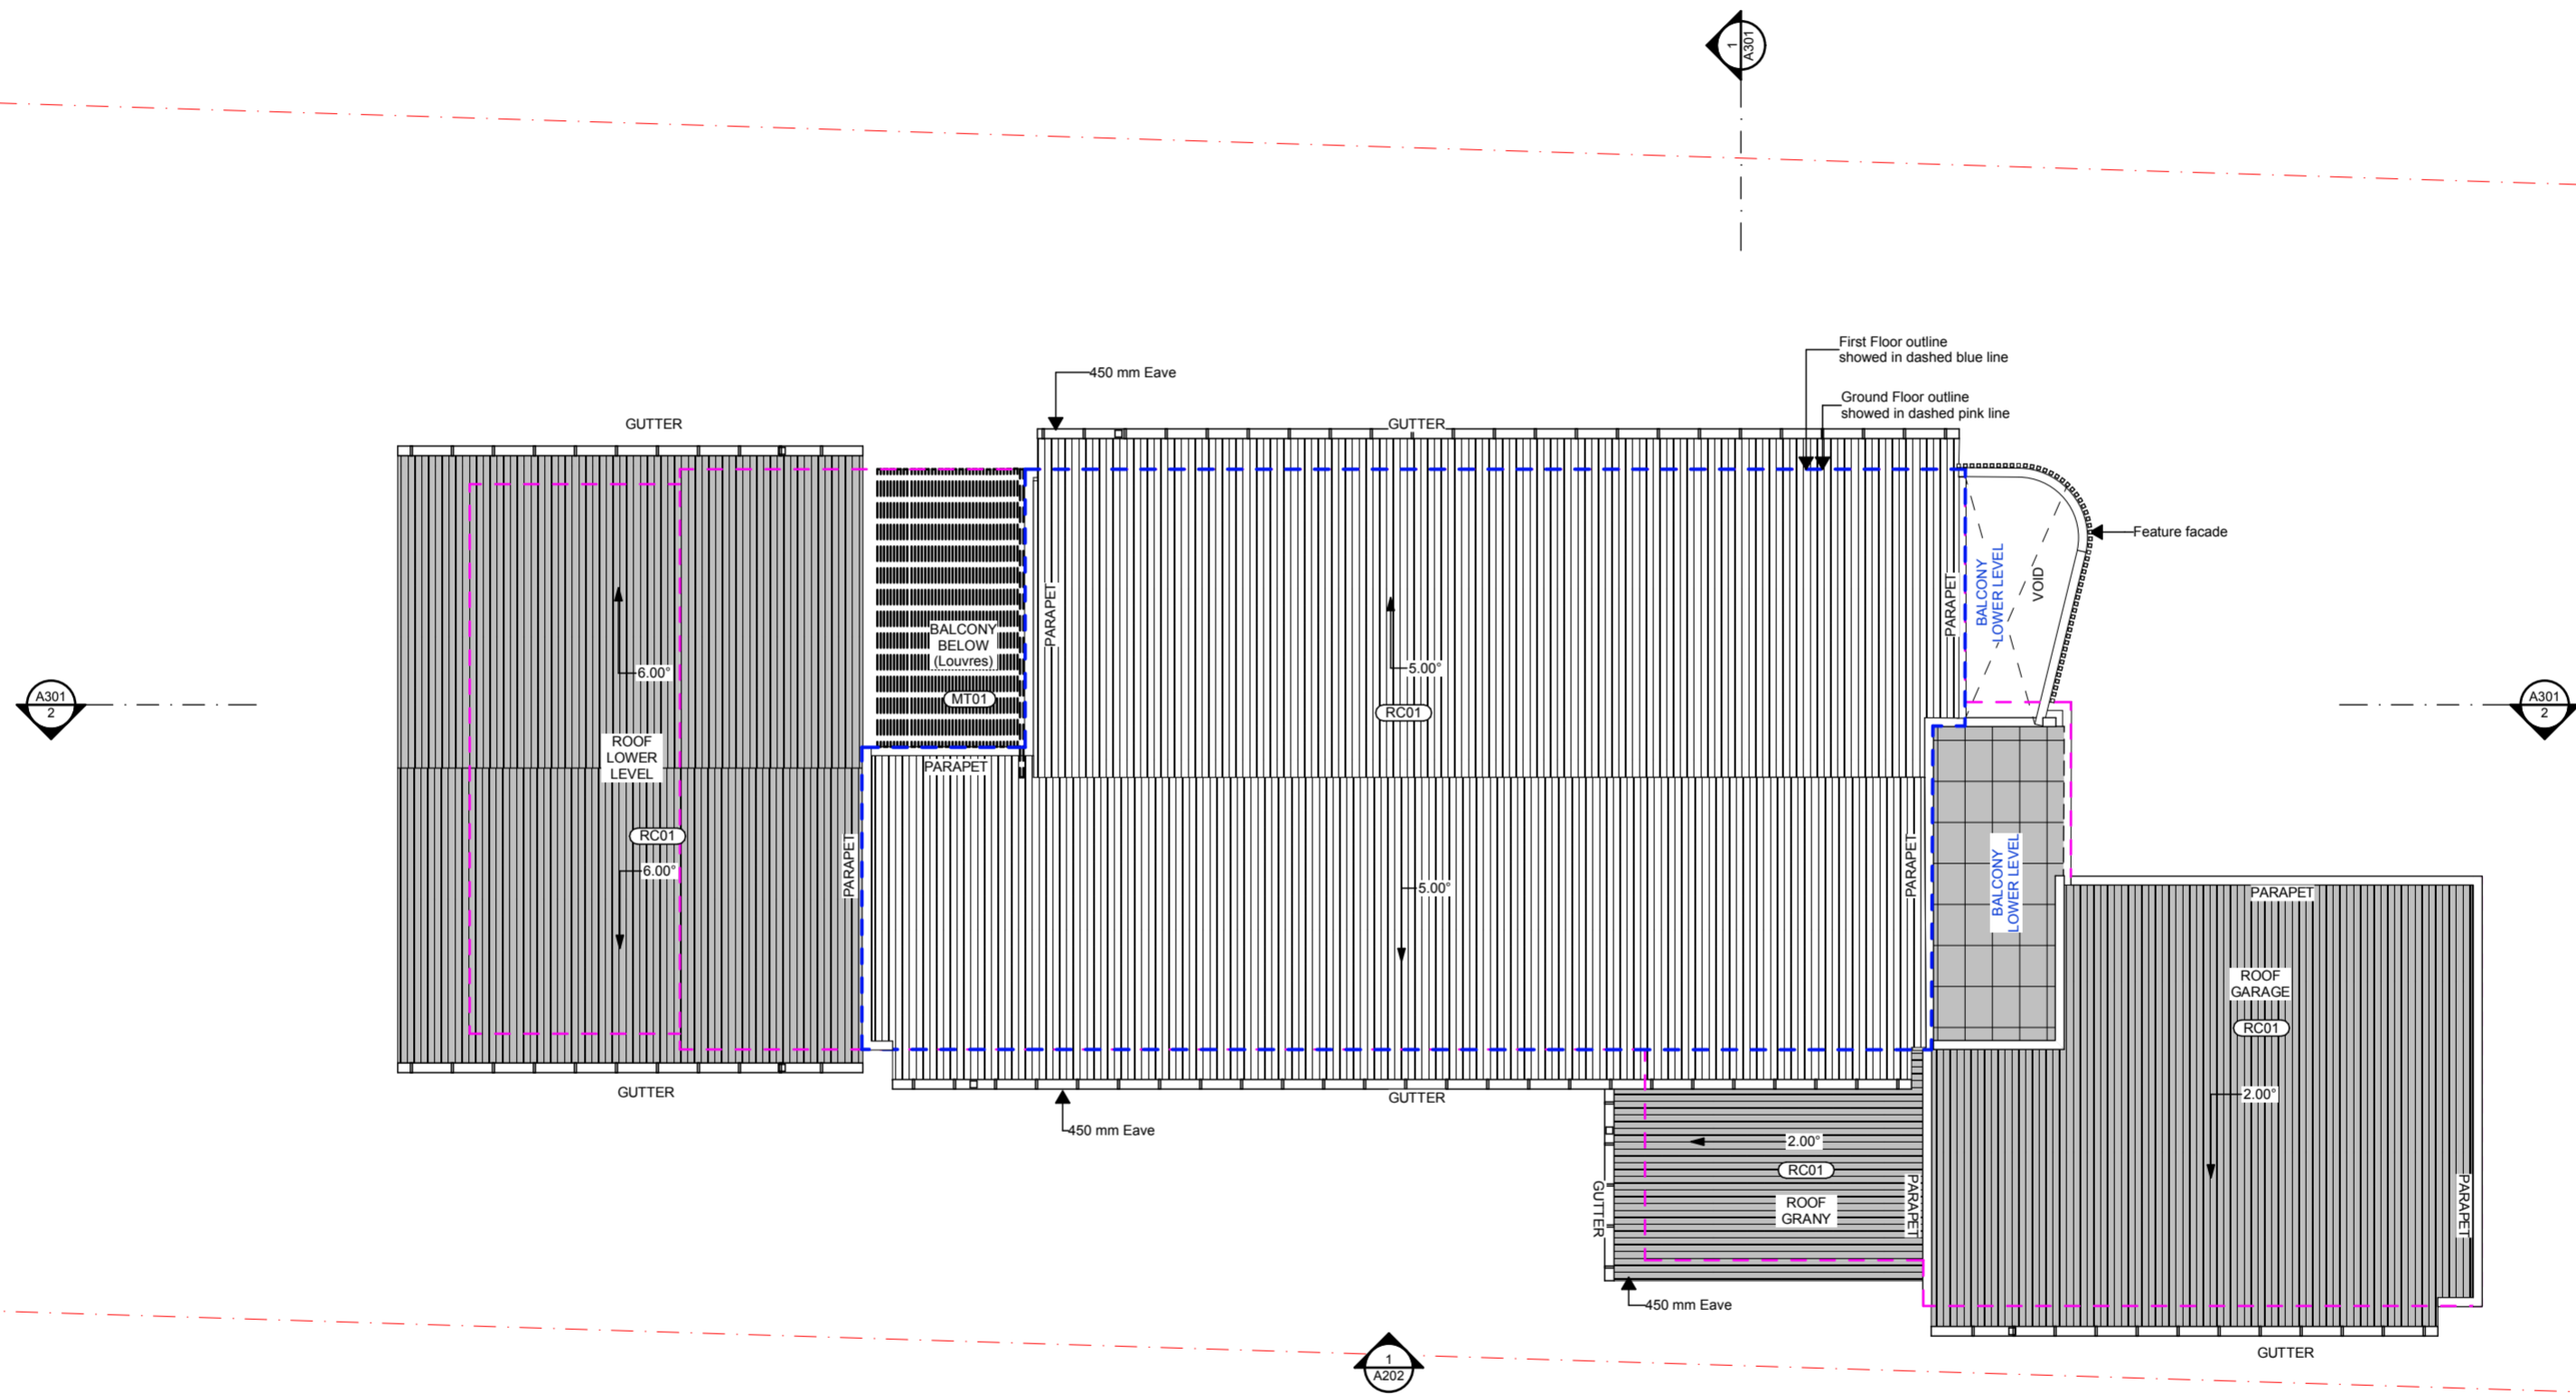 1
A301
First Floor outline
showed in dashed blue line
450 mm Eave
Ground Floor outline
showed in dashed pink line
GUTTER
GUTTER
Feature facade
BALCONY
LOWER LEVEL
VOID
PARAPET
PARAPET
BALCONY
BELOW
(Louvres)
MT01
6.00°
5.00°
RC01
A301
2
A301
2
ROOF
LOWER
LEVEL
PARAPET
RC01
6.00°
PARAPET
5.00°
PARAPET
BALCONY
LOWER LEVEL
PARAPET
ROOF
GARAGE
RC01
2.00°
GUTTER
GUTTER
450 mm Eave
2.00°
RC01
ROOF
GRANY
GUTTER
PARAPET
PARAPET
450 mm Eave
GUTTER
1
A202